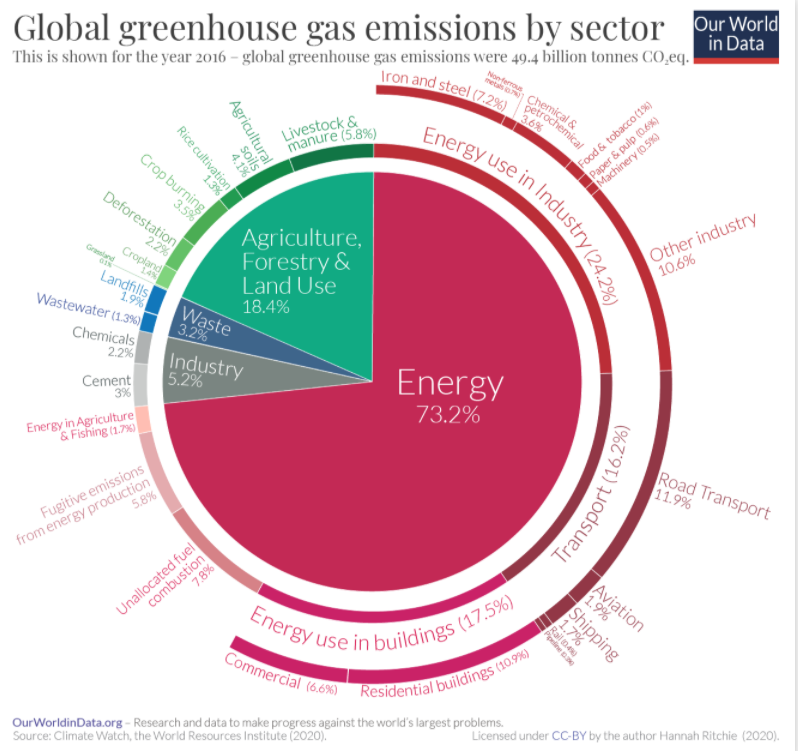 Global greenhouse gas emissions by sector
Our World
in Data
This is shown for the year 2016 – global greenhouse gas emissions were 49.4 billion tonnes CO₂eq.
Iron and steel (7.2%)
Non-ferrous
metals (0.7%)
Chemical &
petrochemical
3.6%
Food & tobacco (1%)
Paper & pulp (0.6%)
Machinery (0.5%)
Other industry
10.6%
Energy use in Industry (24.2%)
Livestock &
manure (5.8%)
Agricultural
soils
4.1%
Rice cultivation
1.3%
Crop burning
3.5%
Deforestation
2.2%
Cropland
1.4%
Grassland
0.1%
Landfills
1.9%
Wastewater (1.3%)
Chemicals
2.2%
Cement
3%
Energy in Agriculture
& Fishing (1.7%)
Fugitive emissions
from energy production
5.8%
Unallocated fuel
combustion
7.8%
Agriculture,
Forestry &
Land Use
18.4%
Waste
3.2%
Industry
5.2%
Energy
73.2%
Transport (16.2%)
Road Transport
11.9%
Aviation
1.9%
Shipping
1.7%
Rail (0.4%)
Energy use in buildings (17.5%)
Commercial (6.6%)
Residential buildings (10.9%)
OurWorldinData.org – Research and data to make progress against the world's largest problems.
Source: Climate Watch, the World Resources Institute (2020).
Licensed under CC-BY by the author Hannah Ritchie (2020).